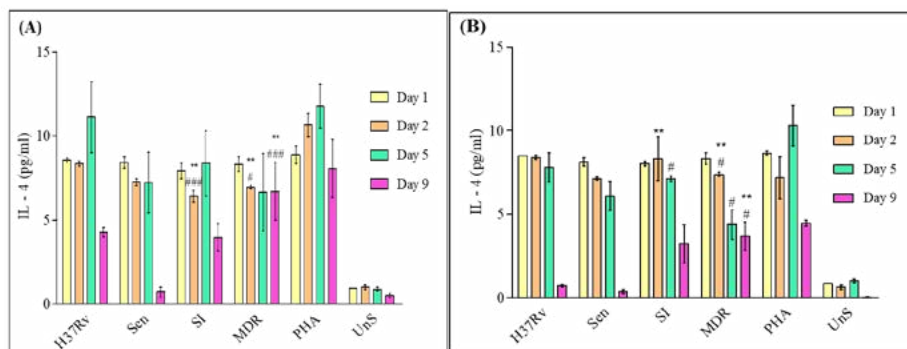 (A)
15
10
5
0
IL - 4 (pg/ml)
**
###
**
#
**
###
Day 1
Day 2
Day 5
Day 9
H37Rv
Sen
SI
MDR
PHA
UnS
(B)
15
10
5
0
IL - 4 (pg/ml)
**
#
**
#
#
**
#
Day 1
Day 2
Day 5
Day 9
H37Rv
Sen
SI
MDR
PHA
UnS